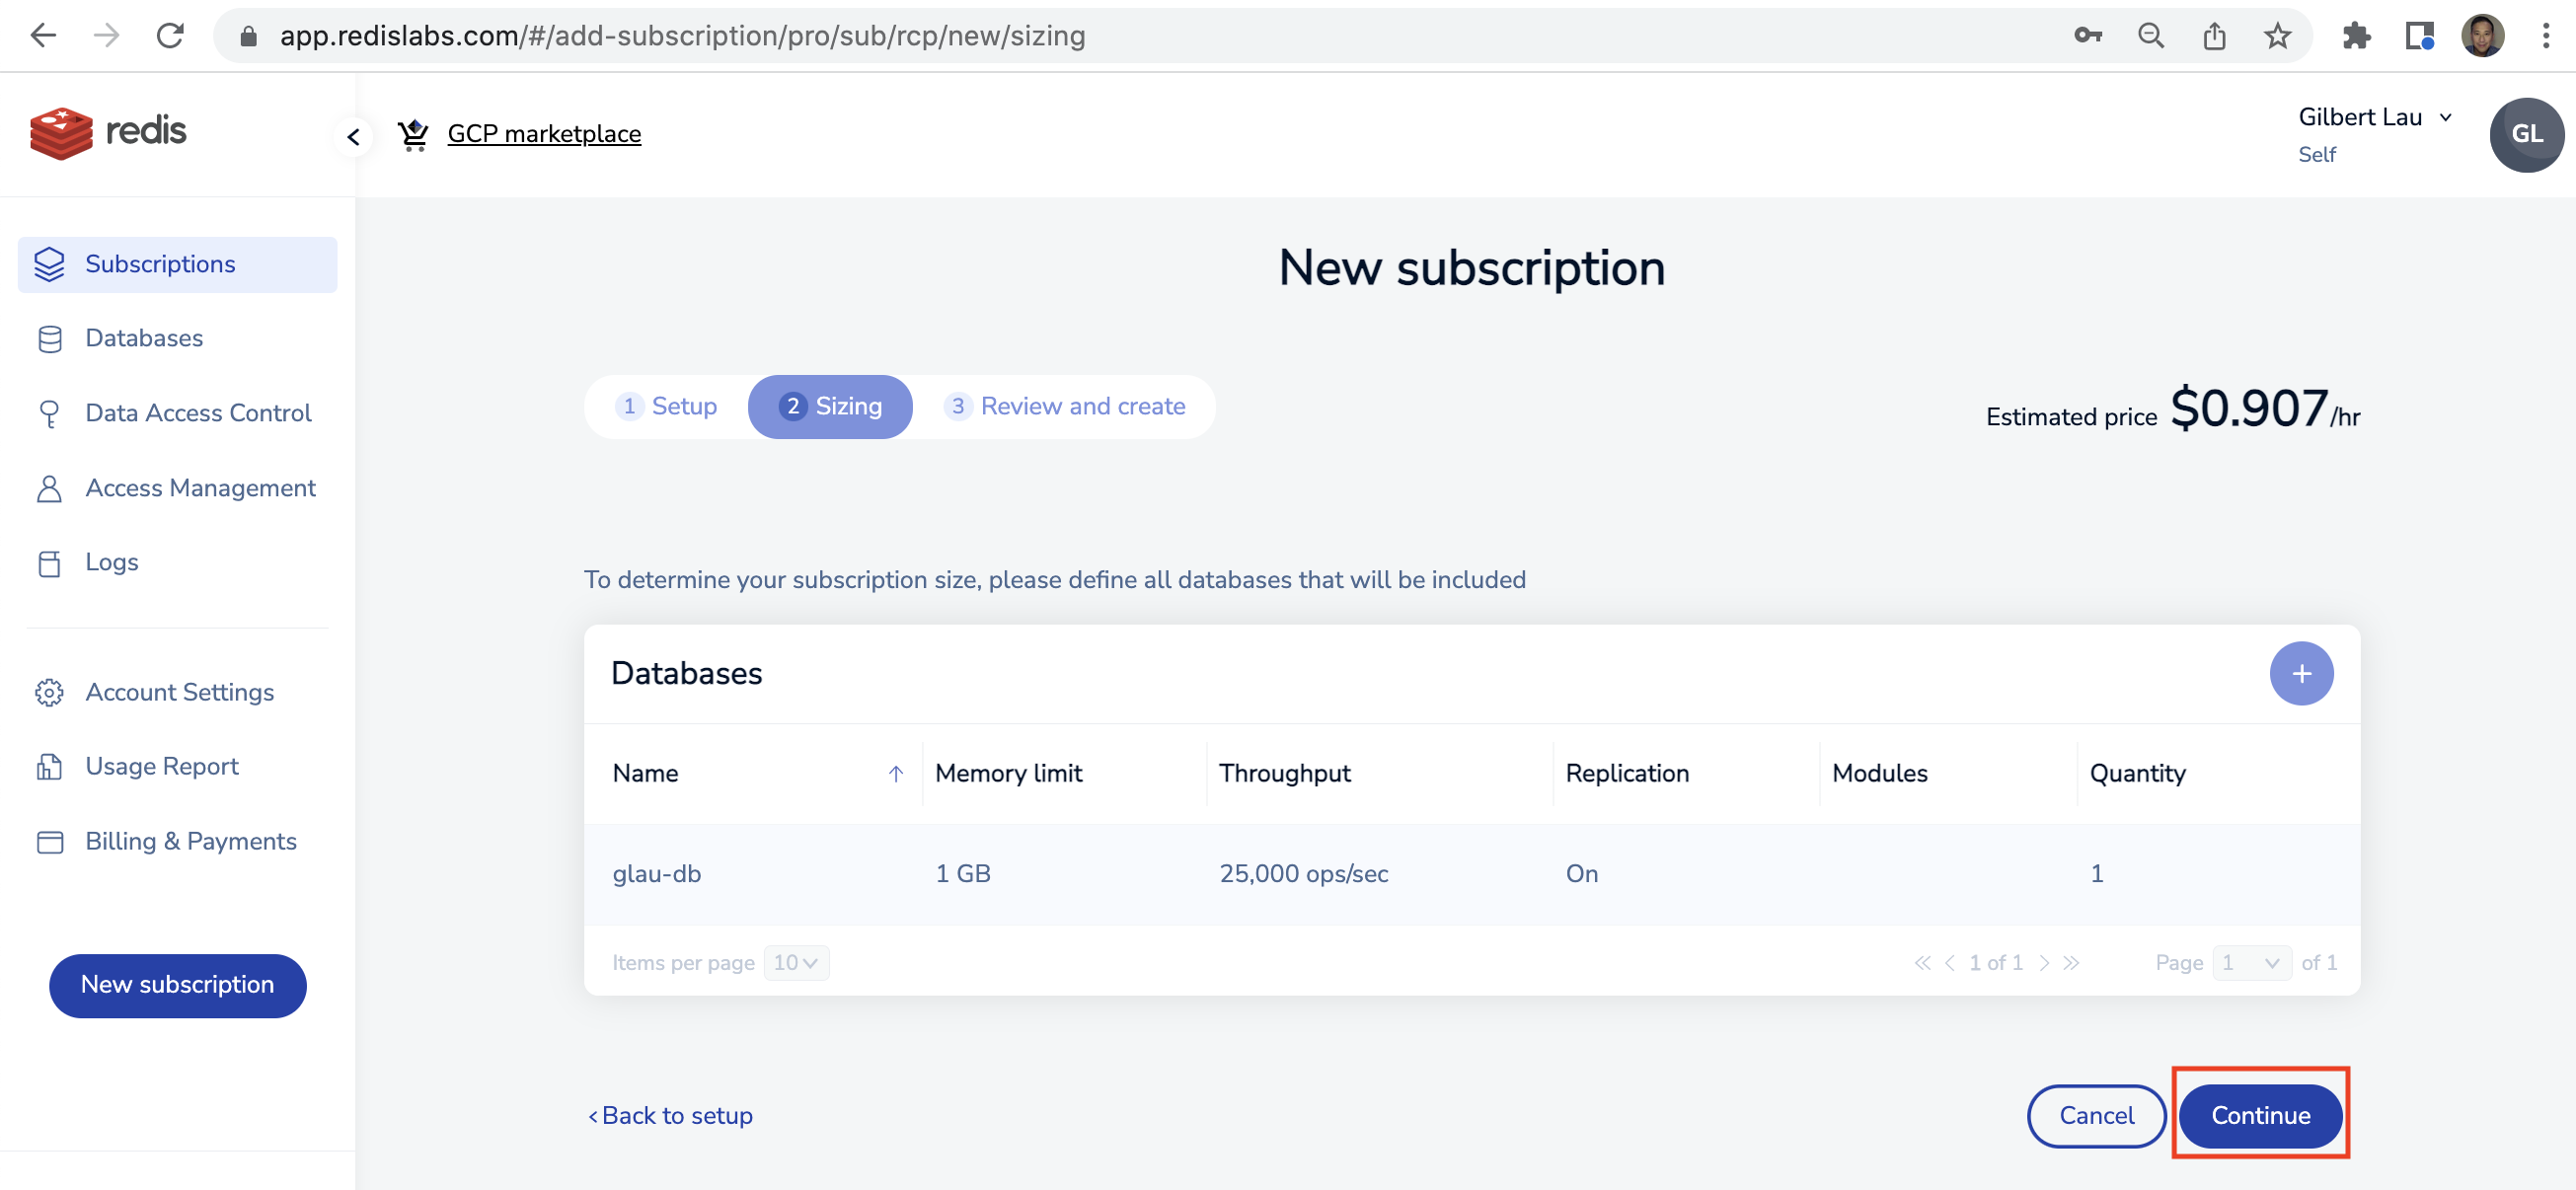 app.redislabs.com/#/add-subscription/pro/sub/rcp/new/sizing
redis
GCP marketplace
Gilbert Lau
Self
GL
Subscriptions
Databases
Data Access Control
Access Management
Logs
Account Settings
Usage Report
Billing & Payments
New subscription
New subscription
1 Setup 2 Sizing 3 Review and create
Estimated price $0.907/hr
To determine your subscription size, please define all databases that will be included
Databases
+
Name Memory limit Throughput Replication Modules Quantity
glau-db 1 GB 25,000 ops/sec On 1
Items per page 10 1 of 1 Page 1 of 1
Back to setup
Cancel Continue